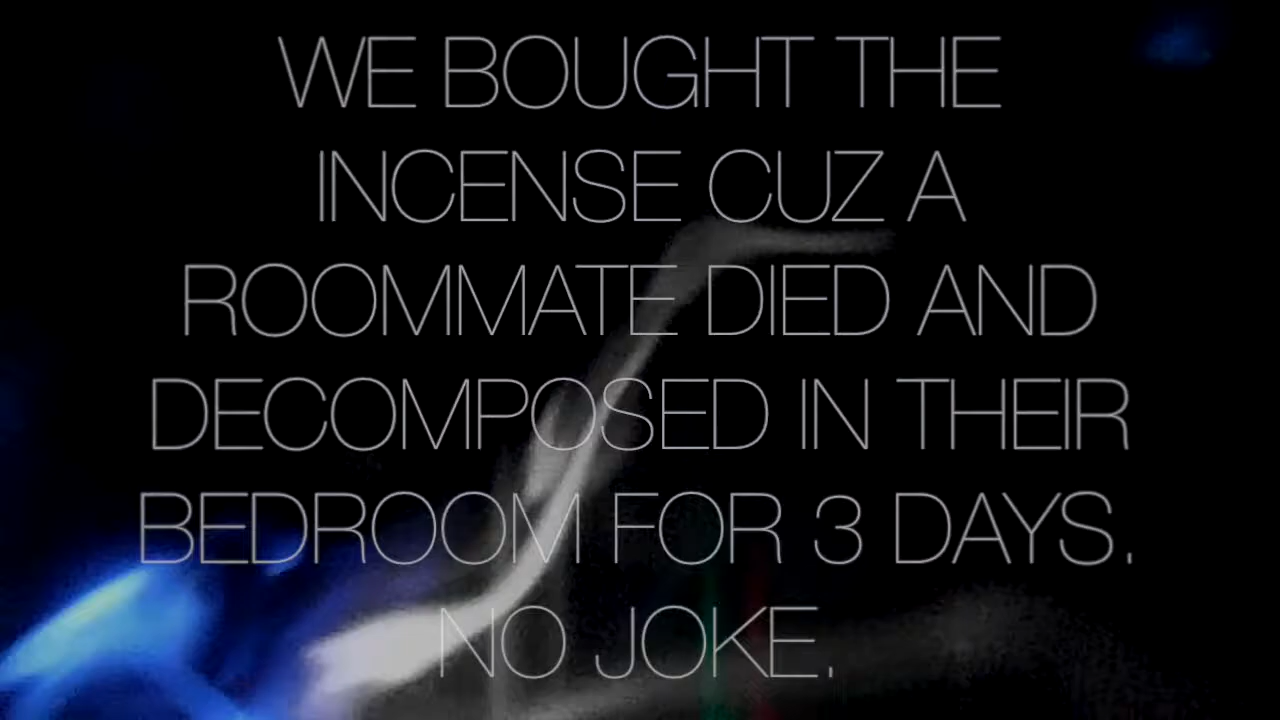 WE BOUGHT THE
INCENSE CUZ A
ROOMMATE DIED AND
DECOMPOSED IN THEIR
BEDROOM FOR 3 DAYS.
NO JOKE.